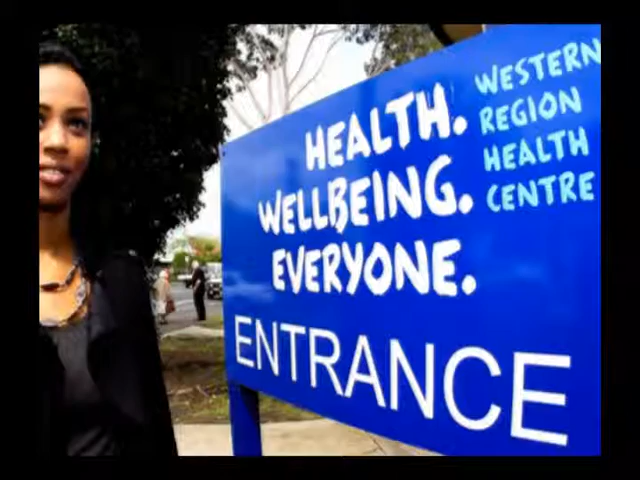 HEALTH.
WELLBEING.
EVERYONE.
WESTERN
REGION
HEALTH
CENTRE
ENTRANCE